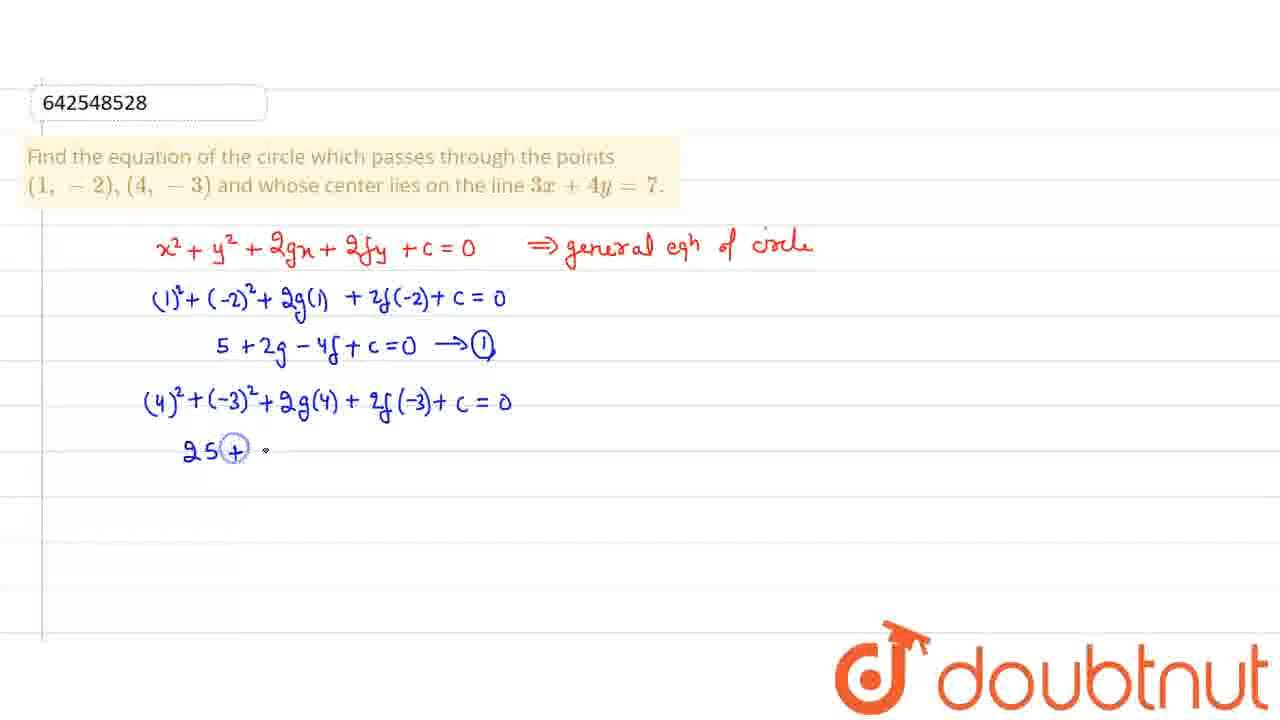 642548528
Find the equation of the circle which passes through the points
(1, −2), (4, −3) and whose center lies on the line 3x + 4y = 7.
x² + y² + 2gx + 2fy + c = 0 ⇒ general eqn of circle
(1)² + (-2)² + 2g(1) + 2f(-2) + c = 0
5 + 2g - 4f + c = 0 → ①
(4)² + (-3)² + 2g(4) + 2f(-3) + c = 0
25 +
doubtnut